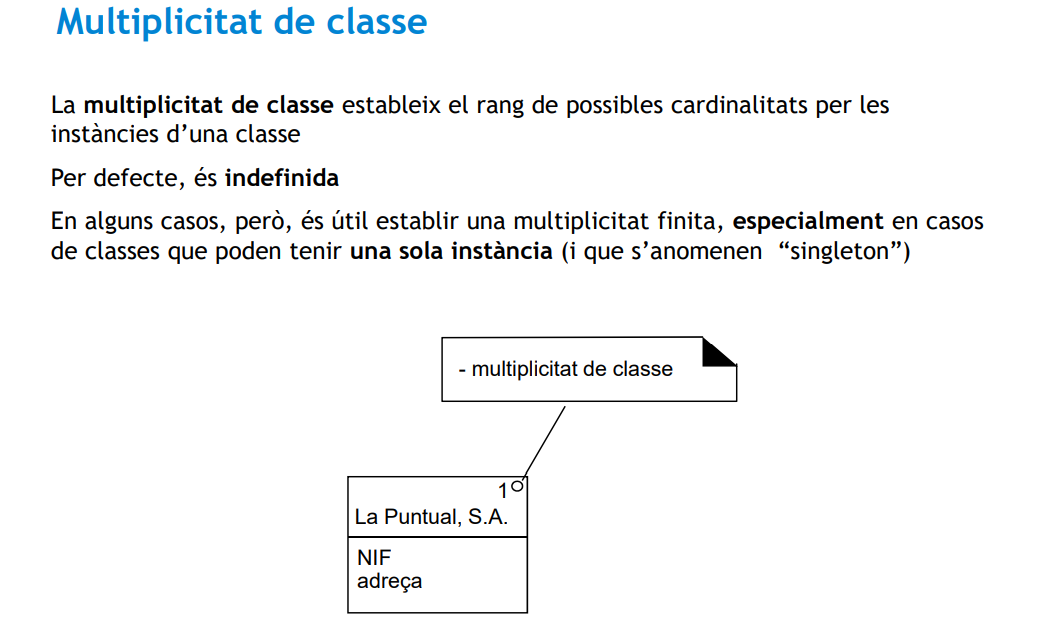 Multiplicitat de classe
La multiplicitat de classe estableix el rang de possibles cardinalitats per les
instàncies d’una classe
Per defecte, és indefinida
En alguns casos, però, és útil establir una multiplicitat finita, especialment en casos
de classes que poden tenir una sola instància (i que s’anomenen “singleton”)
- multiplicitat de classe
1
La Puntual, S.A.
NIF
adreça